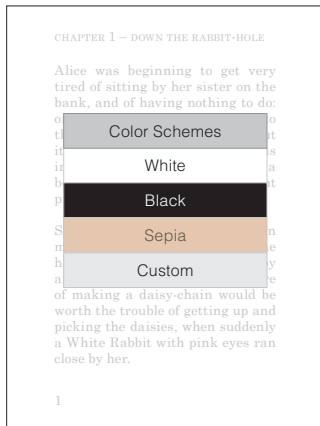 CHAPTER 1 – DOWN THE RABBIT-HOLE
Alice was beginning to get very
tired of sitting by her sister on the
bank, and of having nothing to do:
Color Schemes
White
Black
Sepia
Custom
of making a daisy-chain would be
worth the trouble of getting up and
picking the daisies, when suddenly
a White Rabbit with pink eyes ran
close by her.
1